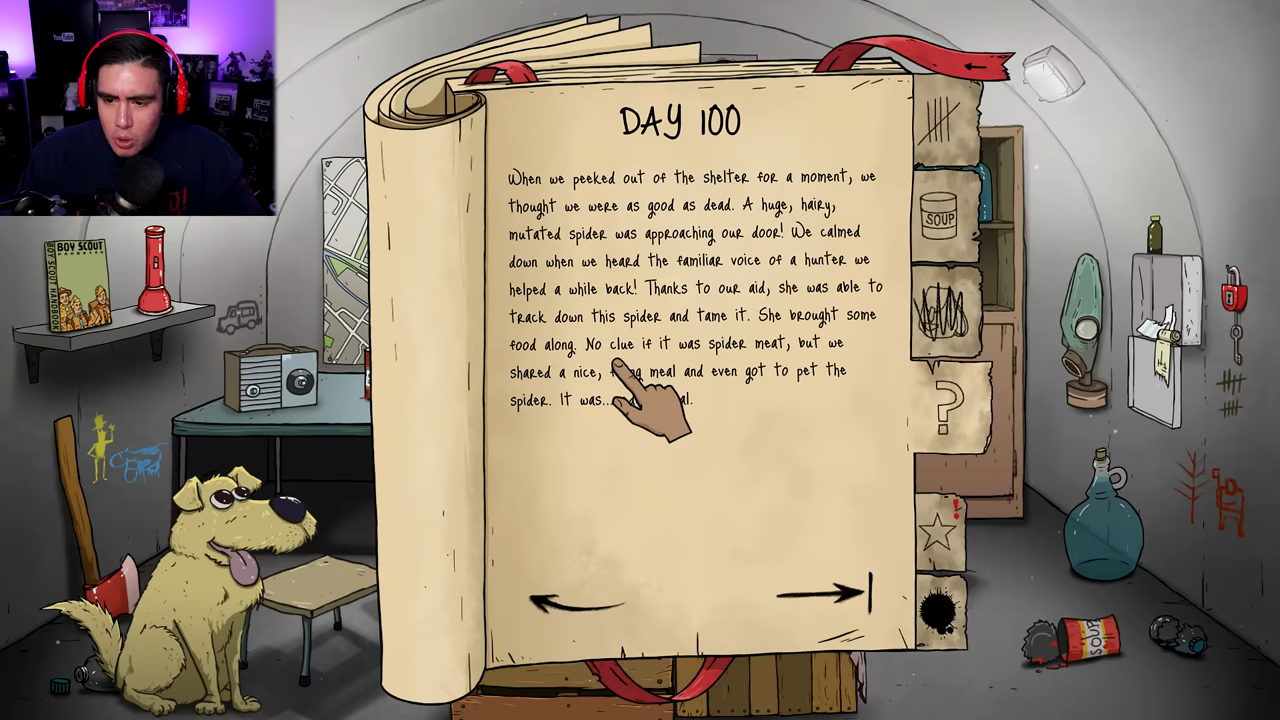 YouTube
DAY 100
When we peeked out of the shelter for a moment, we
thought we were as good as dead. A huge, hairy,
mutated spider was approaching our door! We calmed
down when we heard the familiar voice of a hunter we
helped a while back! Thanks to our aid, she was able to
track down this spider and tame it. She brought some
food along. No clue if it was spider meat, but we
shared a nice, meal and even got to pet the
spider. It was...
SOUP
BOY SCOUT
BOY SCOUT HANDBOOK
SOUP